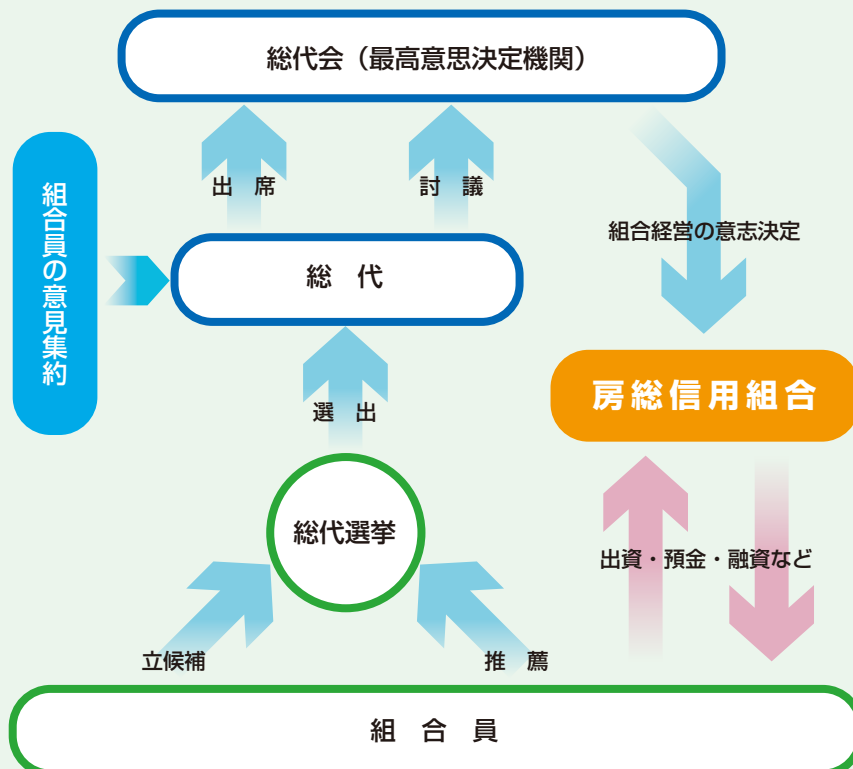 総代会（最高意思決定機関）
出　席
討　議
組合員の意見集約
組合経営の意志決定
総　代
房総信用組合
選　出
総代選挙
出資・預金・融資など
立候補
推　薦
組　合　員